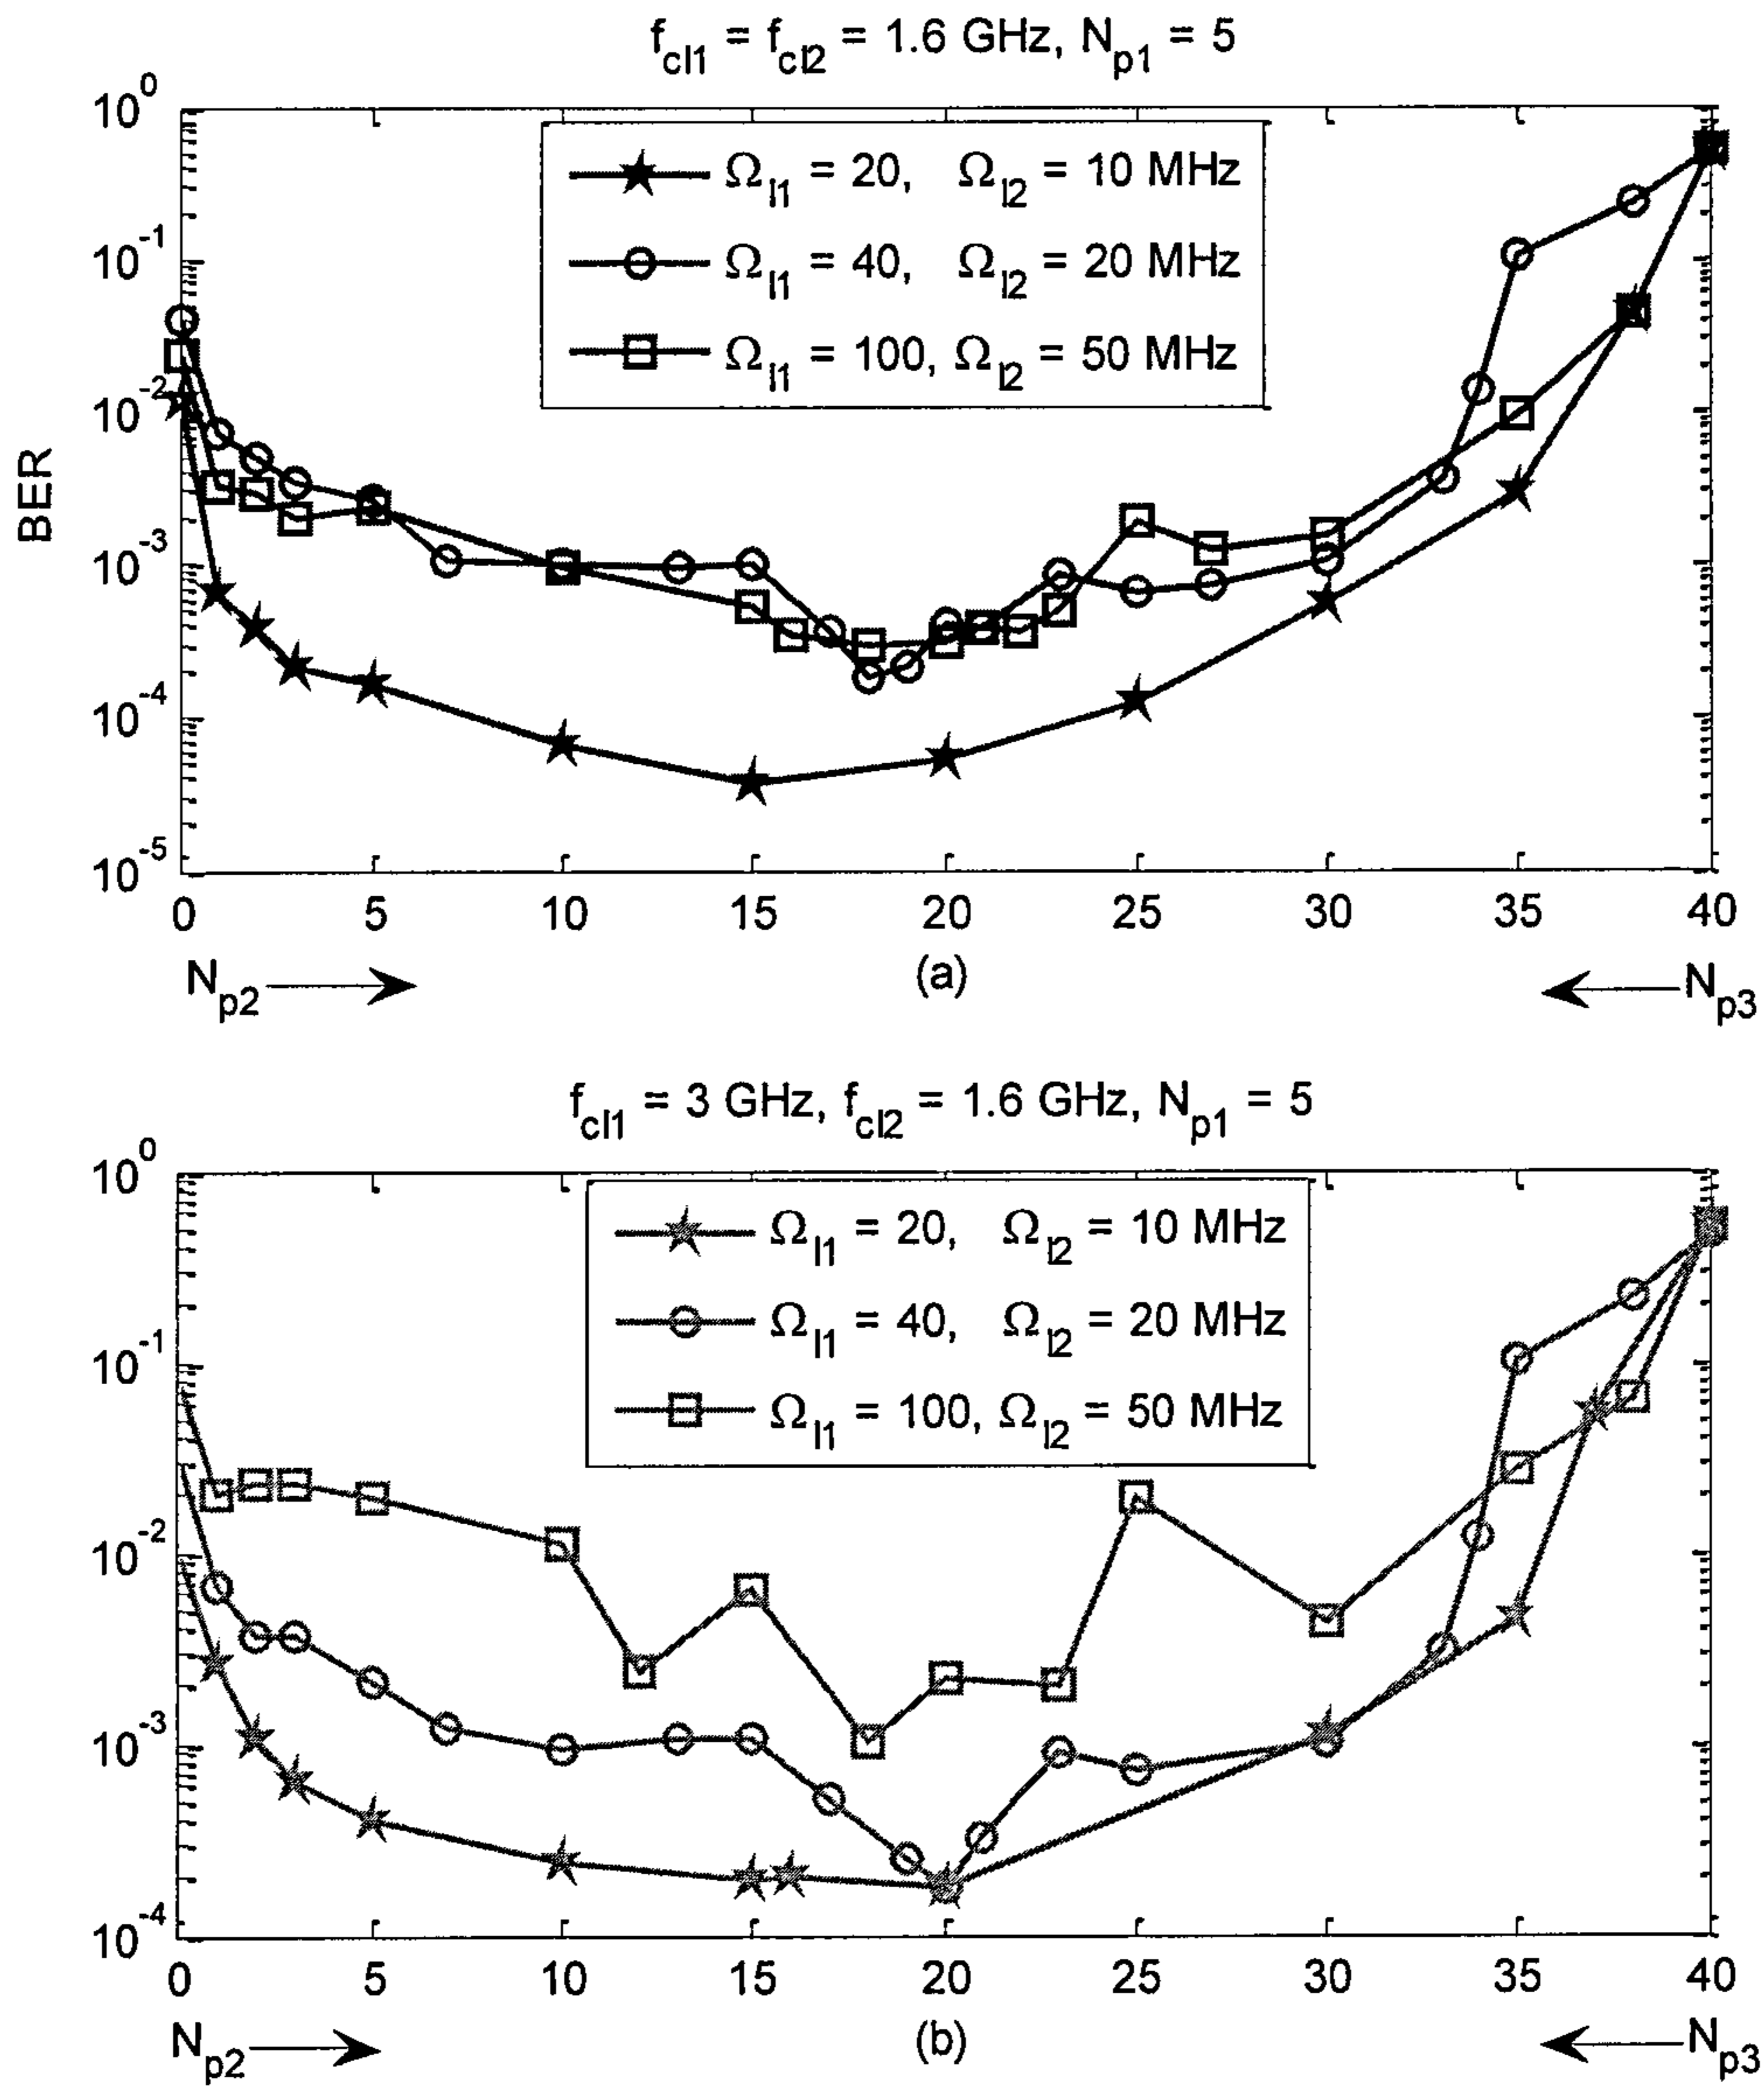 f_cl1 = f_cl2 = 1.6 GHz, N_p1 = 5
10^0
10^-1
10^-2
10^-3
10^-4
10^-5
BER
Ω_l1 = 20, Ω_l2 = 10 MHz
Ω_l1 = 40, Ω_l2 = 20 MHz
Ω_l1 = 100, Ω_l2 = 50 MHz
0 5 10 15 20 25 30 35 40
N_p2 (a) N_p3
f_cl1 = 3 GHz, f_cl2 = 1.6 GHz, N_p1 = 5
10^0
10^-1
10^-2
10^-3
10^-4
Ω_l1 = 20, Ω_l2 = 10 MHz
Ω_l1 = 40, Ω_l2 = 20 MHz
Ω_l1 = 100, Ω_l2 = 50 MHz
0 5 10 15 20 25 30 35 40
N_p2 (b) N_p3